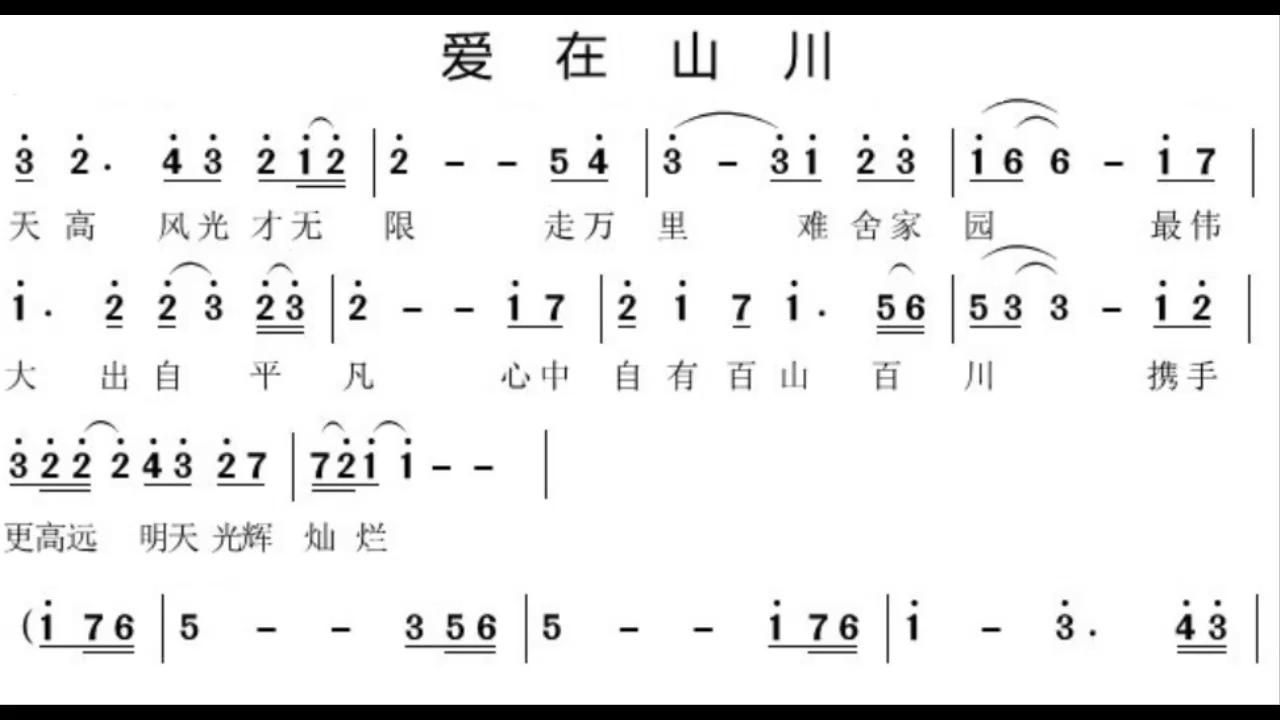 爱 在 山 川
3̇ 2̇ . 4̇ 3̇ 2̇ 1̇ 2̇ | 2̇ – – 5 4̇ | 3̇ – 3̇ 1̇ 2̇ 3̇ | 1̇ 6 6 – 1̇ 7 |
天 高 风 光 才 无 限 走 万 里 难 舍 家 园 最 伟
1̇ . 2̇ 2̇ 3̇ 2̇ 3̇ | 2̇ – – 1̇ 7 | 2̇ 1̇ 7 1̇ . 5 6 | 5 3 3 – 1̇ 2̇ |
大 出 自 平 凡 心 中 自 有 百 山 百 川 携 手
3̇ 2̇ 2̇ 2̇ 4̇ 3̇ 2̇ 7 | 7 2̇ 1̇ 1̇ – – |
更高远 明天 光辉 灿 烂
( 1̇ 7 6 | 5 – – 3 5 6 | 5 – – 1̇ 7 6 | 1̇ – 3̇ . 4̇ 3̇ |